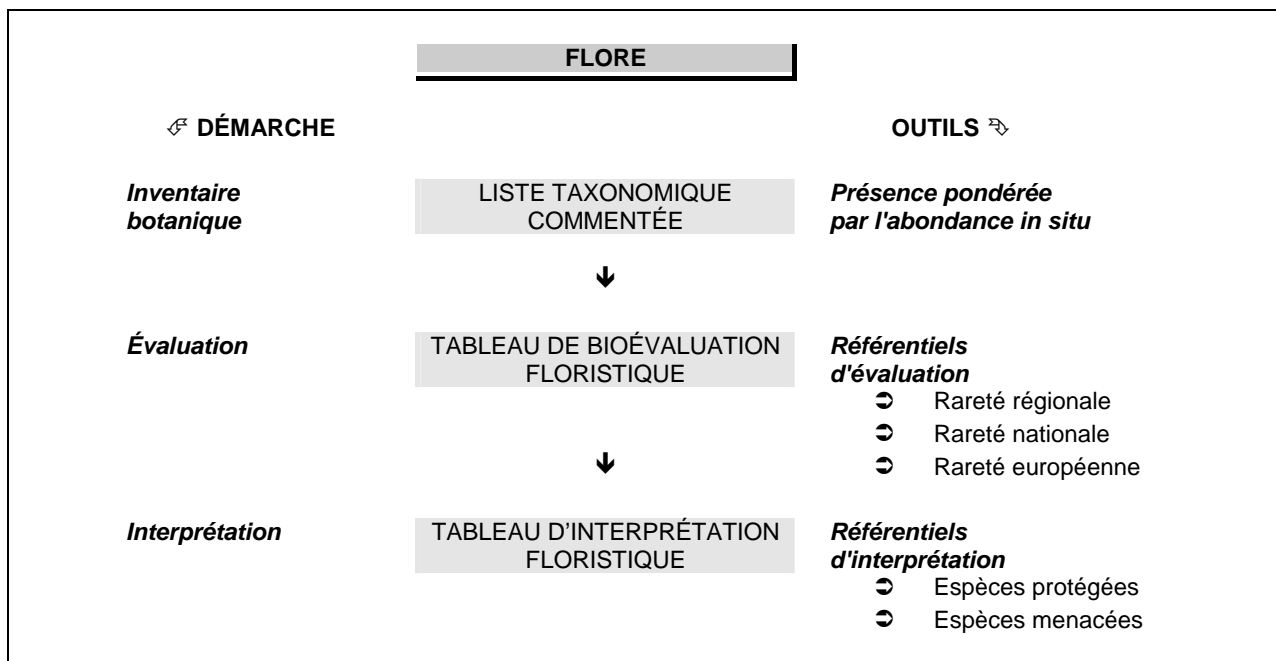 FLORE
DÉMARCHE
OUTILS
Inventaire
botanique
LISTE TAXONOMIQUE
COMMENTÉE
Présence pondérée
par l'abondance in situ
Évaluation
TABLEAU DE BIOÉVALUATION
FLORISTIQUE
Référentiels
d'évaluation
Rareté régionale
Rareté nationale
Rareté européenne
Interprétation
TABLEAU D’INTERPRÉTATION
FLORISTIQUE
Référentiels
d'interprétation
Espèces protégées
Espèces menacées